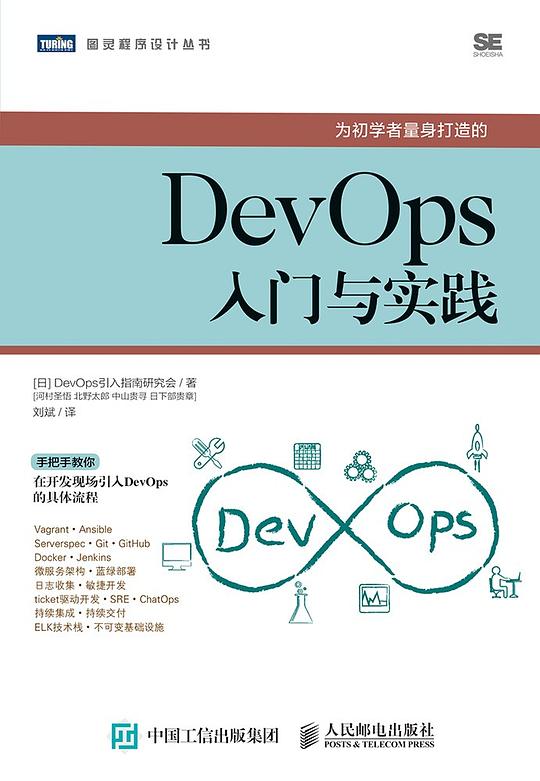 TURING
图灵程序设计丛书
SE
SHOEISHA
为初学者量身打造的
DevOps
入门与实践
[日] DevOps引入指南研究会 / 著
[河村圣悟 北野太郎 中山贵寻 日下部贵章]
刘斌 / 译
手把手教你
在开发现场引入DevOps
的具体流程
Vagrant・Ansible
Serverspec・Git・GitHub
Docker・Jenkins
微服务架构・蓝绿部署
日志收集・敏捷开发
ticket驱动开发・SRE・ChatOps
持续集成・持续交付
ELK技术栈・不可变基础设施
Dev Ops
中国工信出版集团
人民邮电出版社
POSTS & TELECOM PRESS